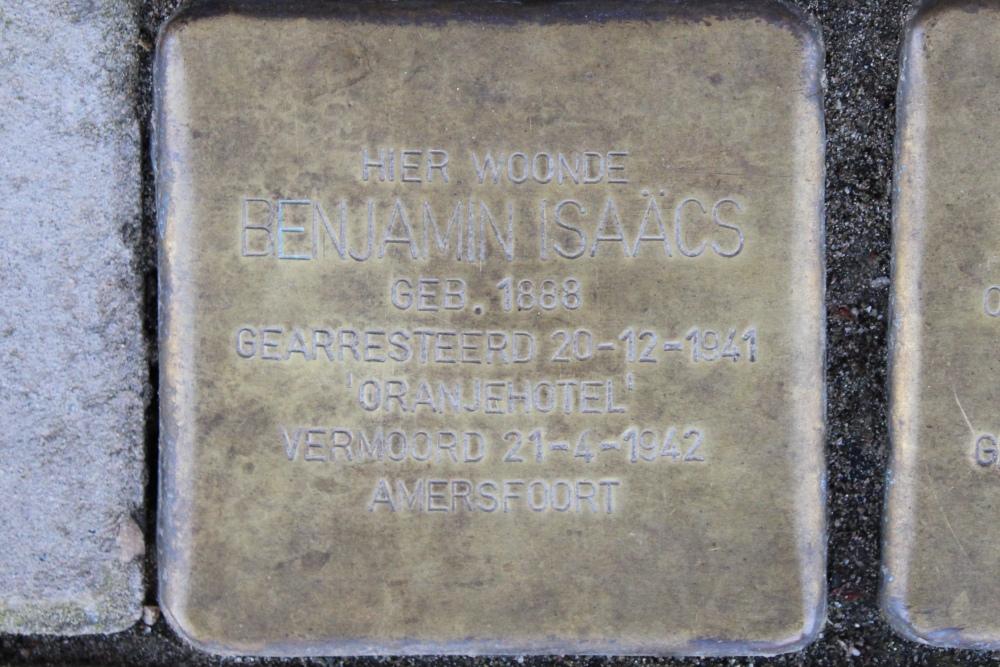 HIER WOONDE
BENJAMIN ISAÄCS
GEB. 1888
GEARRESTEERD 20-12-1941
'ORANJEHOTEL'
VERMOORD 21-4-1942
AMERSFOORT